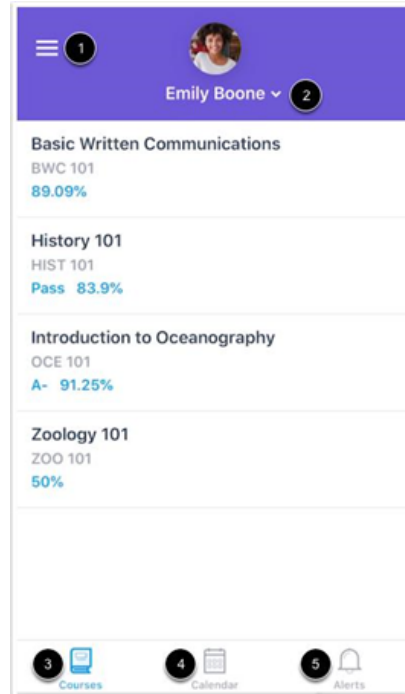 1
Emily Boone
2
Basic Written Communications
BWC 101
89.09%
History 101
HIST 101
Pass 83.9%
Introduction to Oceanography
OCE 101
A- 91.25%
Zoology 101
ZOO 101
50%
3 4 5
Courses Calendar Alerts